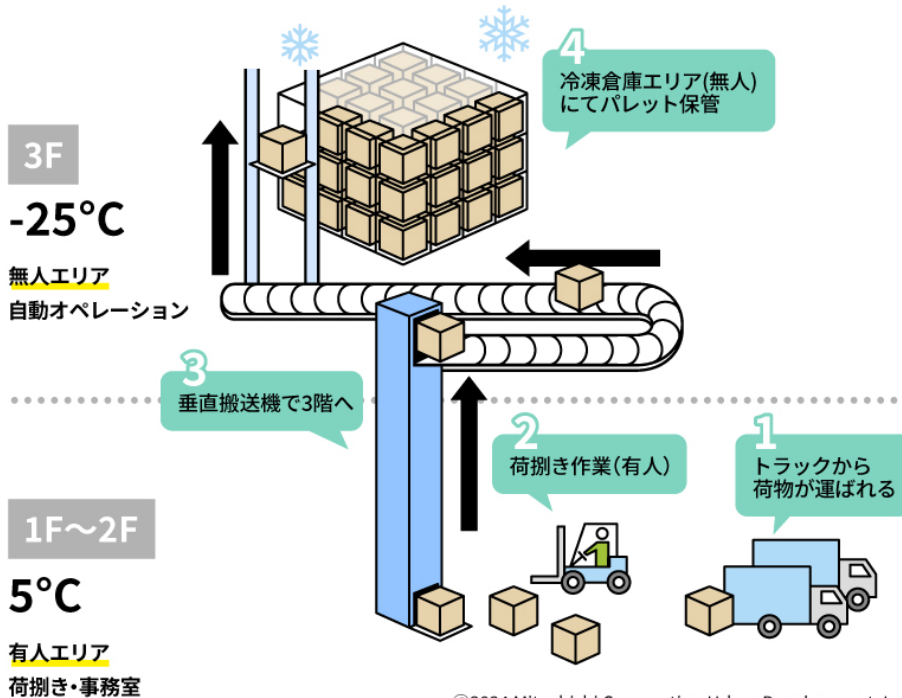 4
冷凍倉庫エリア(無人)
にてパレット保管
3F
-25°C
無人エリア
自動オペレーション
3
垂直搬送機で3階へ
2
荷捌き作業(有人)
1
トラックから
荷物が運ばれる
1F〜2F
5°C
有人エリア
荷捌き・事務室